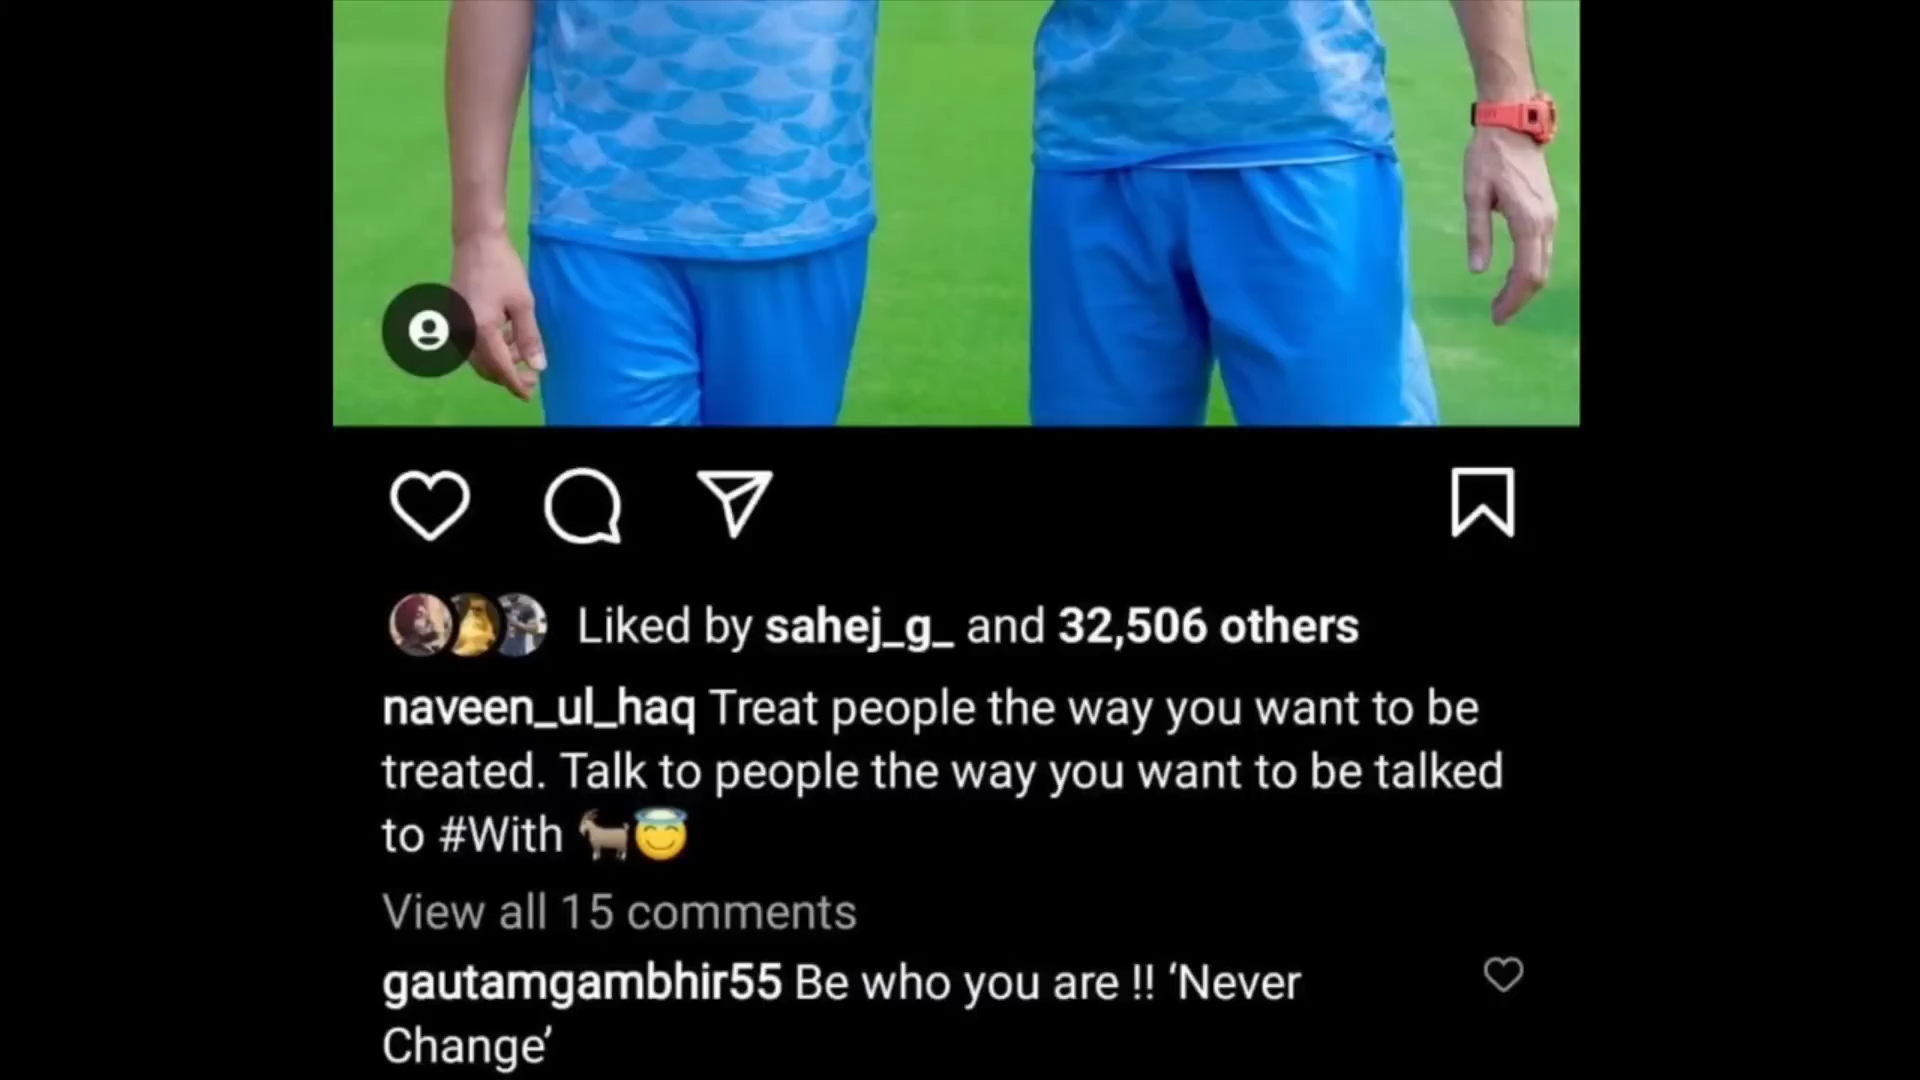 Liked by sahej_g_ and 32,506 others
naveen_ul_haq Treat people the way you want to be
treated. Talk to people the way you want to be talked
to #With 🐐😇
View all 15 comments
gautamgambhir55 Be who you are !! ‘Never
Change’